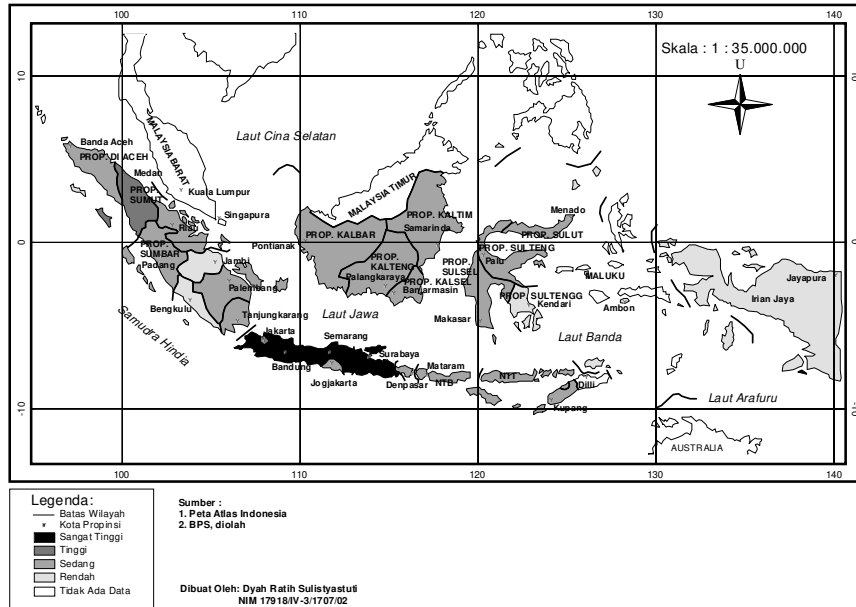 100 110 120 130 140
Skala : 1 : 35.000.000
U
10
10
Laut Cina Selatan
MALAYSIA BARAT
Banda Aceh
PROP. DI ACEH
Medan
PROP. SUMUT
Kuala Lumpur
Singapura
MALAYSIA TIMUR
PROP. KALTIM
Samarinda
Menado
Riau
PROP. KALBAR
PROP. SULUT
0
0
Pontianak
PROP. SUMBAR
Padang
PROP. KALTENG
Palangkaraya
PROP. SULSEL
PROP. SULTENG
Palu
Jambi
PROP. KALSEL
Banjarmasin
MALUKU
Jayapura
Palembang
PROP. SULTENGG
Kendari
Irian Jaya
Bengkulu
Samudra Hindia
Tanjungkarang
Laut Jawa
Makasar
Ambon
Jakarta
Semarang
Laut Banda
Surabaya
Bandung
Mataram
Jogjakarta
Denpasar
NTB
NTT
Dilli
Kupang
Laut Arafuru
-10
-10
AUSTRALIA
100 110 120 130 140
Legenda:
Batas Wilayah
Kota Propinsi
Sangat Tinggi
Tinggi
Sedang
Rendah
Tidak Ada Data
Sumber :
1. Peta Atlas Indonesia
2. BPS, diolah
Dibuat Oleh: Dyah Ratih Sulistyastuti
NIM 17918/IV-3/1707/02